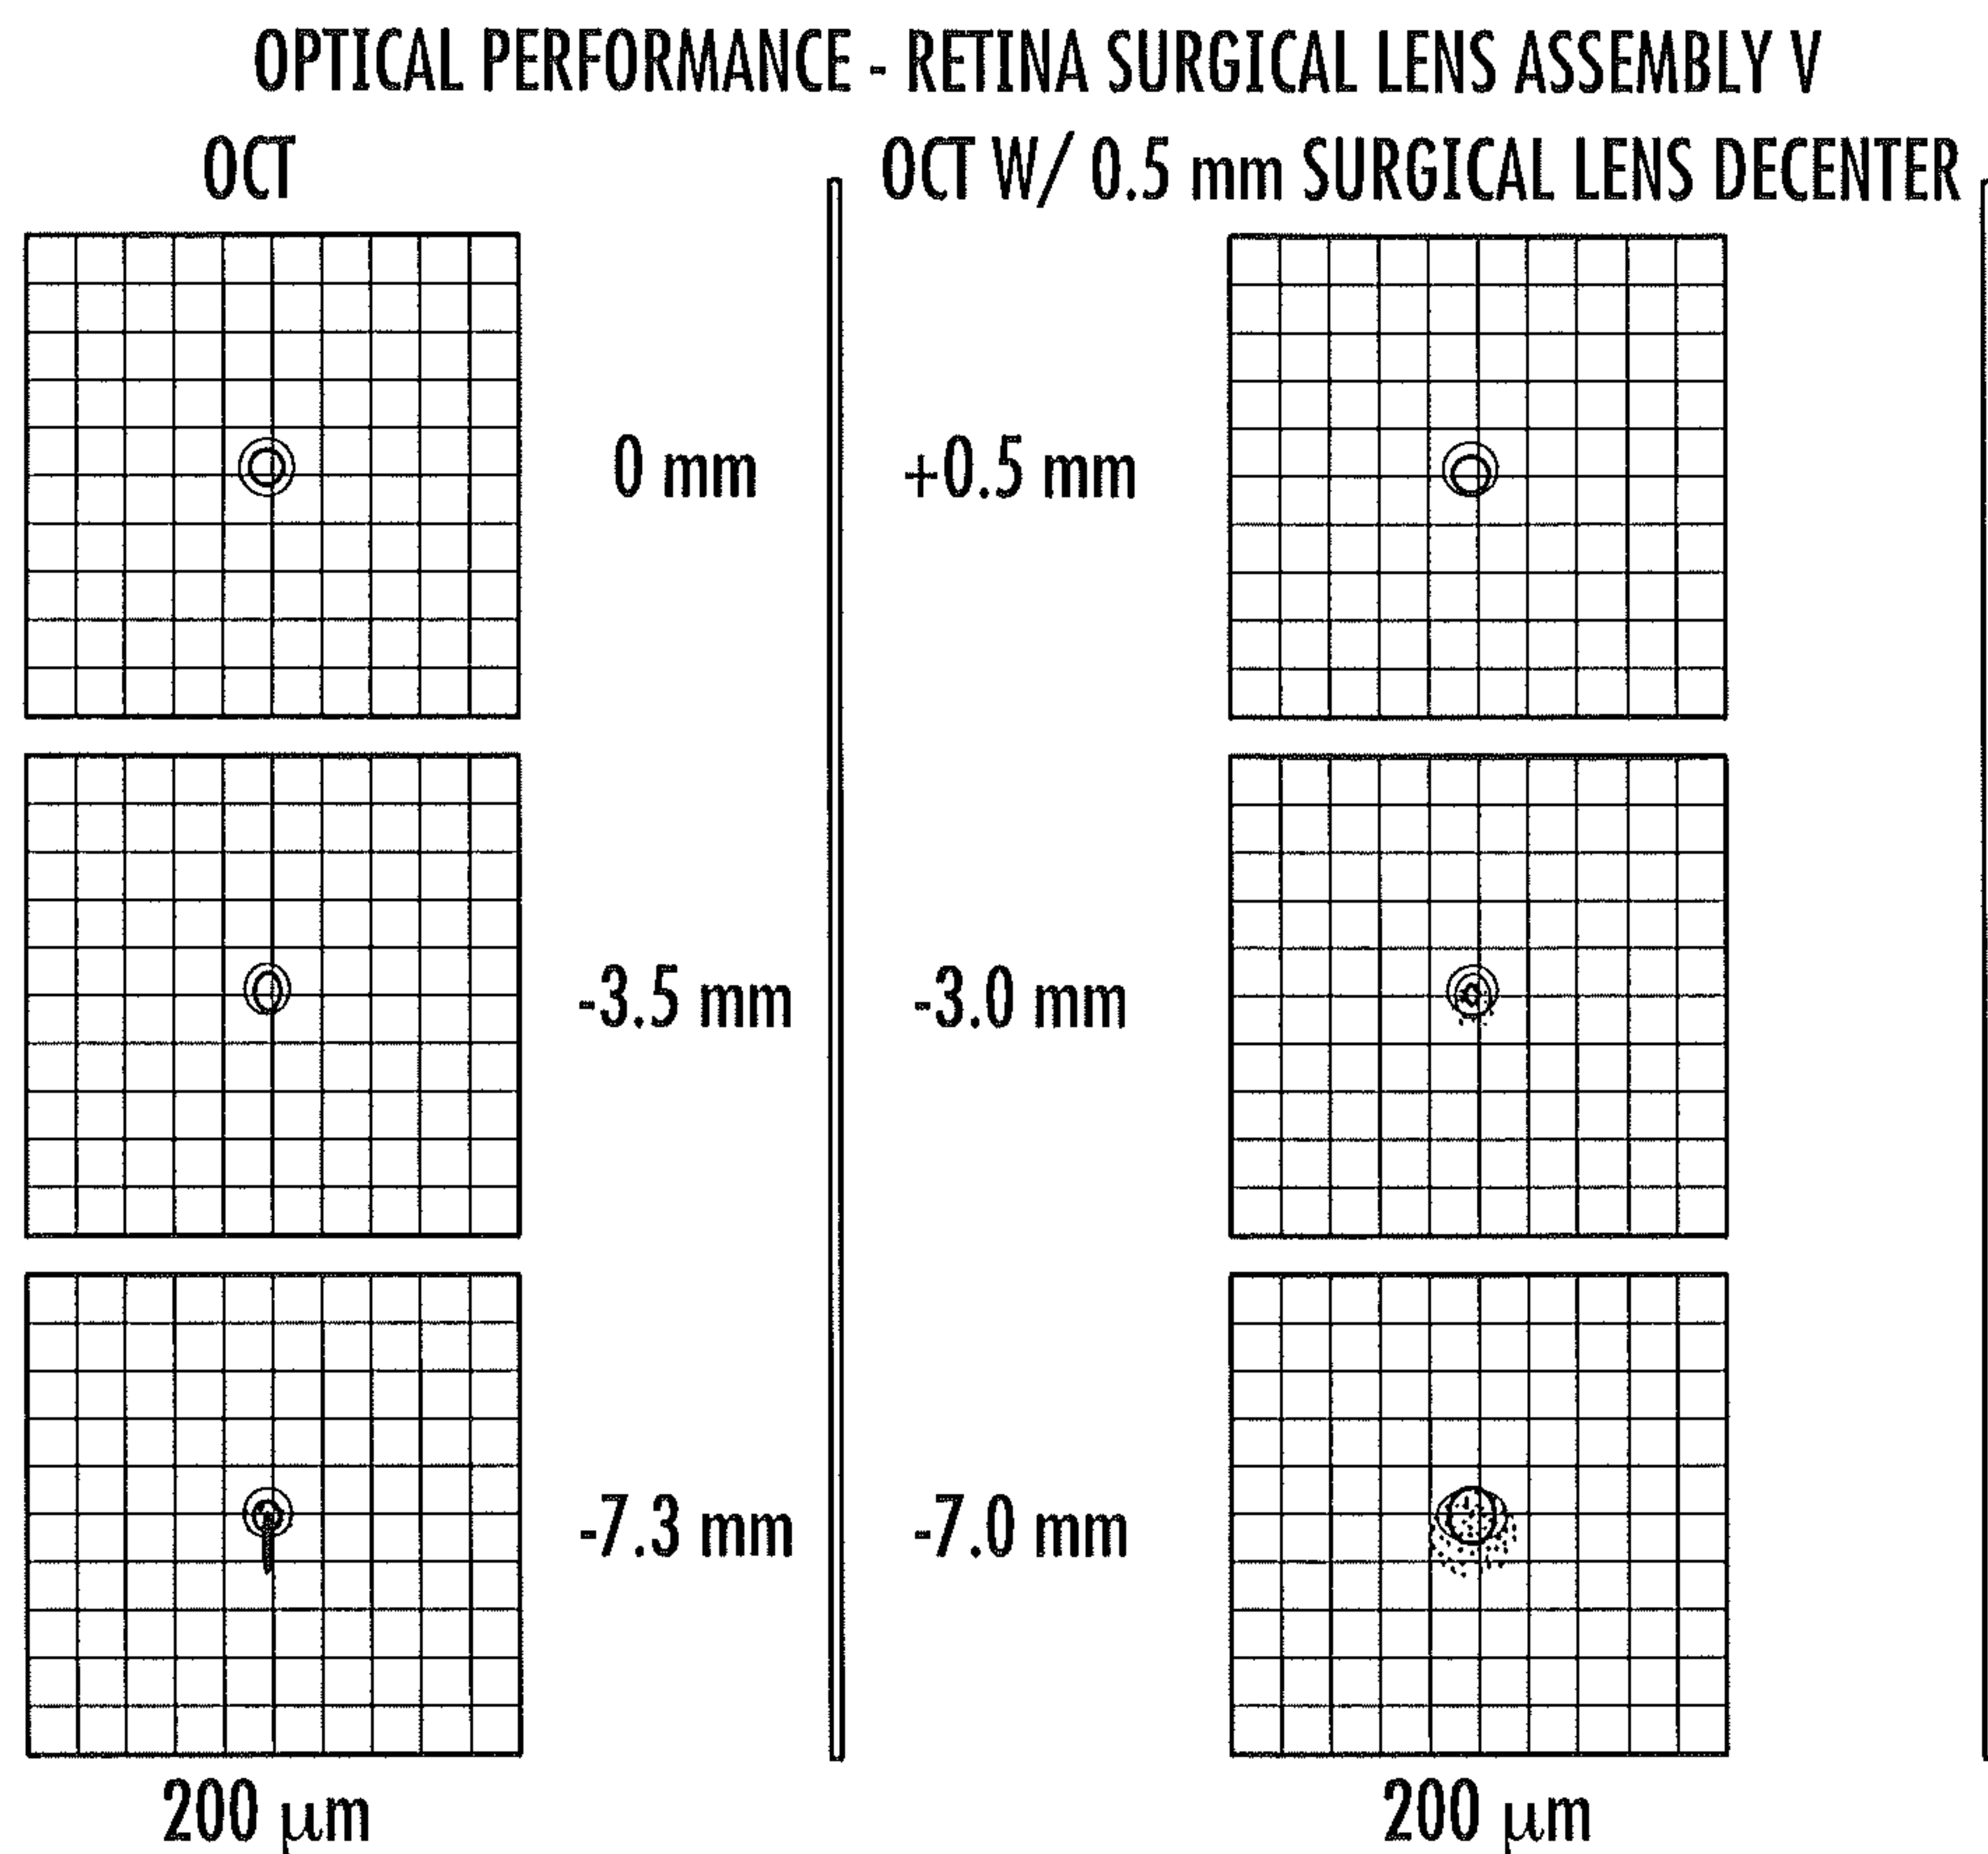 OPTICAL PERFORMANCE - RETINA SURGICAL LENS ASSEMBLY V
OCT
OCT W/ 0.5 mm SURGICAL LENS DECENTER
0 mm
+0.5 mm
-3.5 mm
-3.0 mm
-7.3 mm
-7.0 mm
200 µm
200 µm